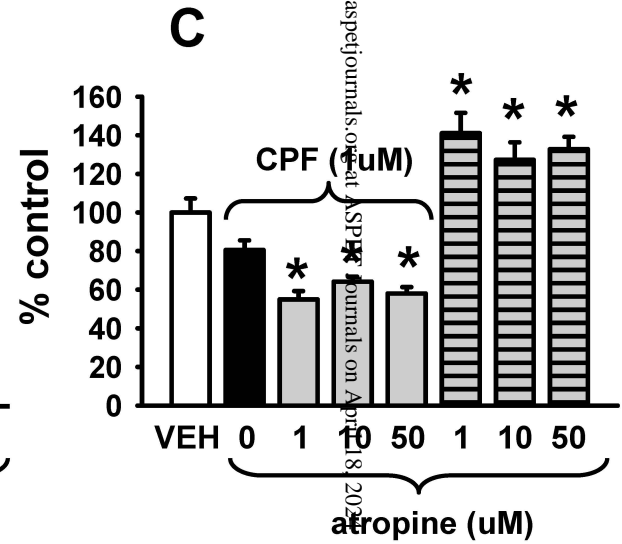 C
% control
160
140
120
100
80
60
40
20
0
CPF (1uM)
*
*
*
*
*
*
VEH 0 1 10 50 1 10 50
atropine (uM)
aspetjournals.org at ASPET Journals on April 18, 2024